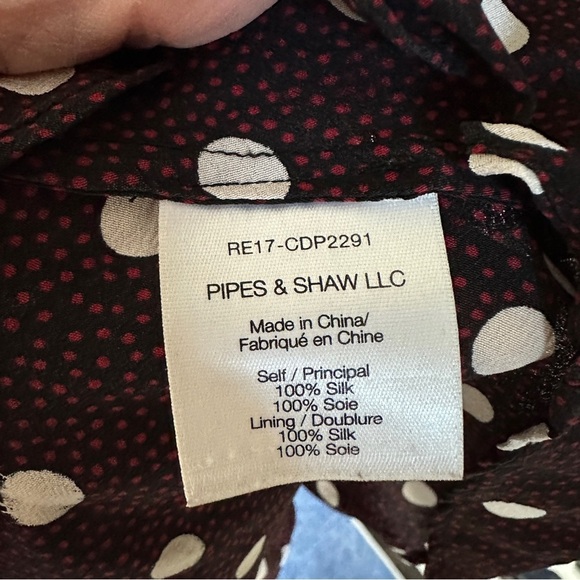 RE17-CDP2291
PIPES & SHAW LLC
Made in China/
Fabriqué en Chine
Self / Principal
100% Silk
100% Soie
Lining / Doublure
100% Silk
100% Soie